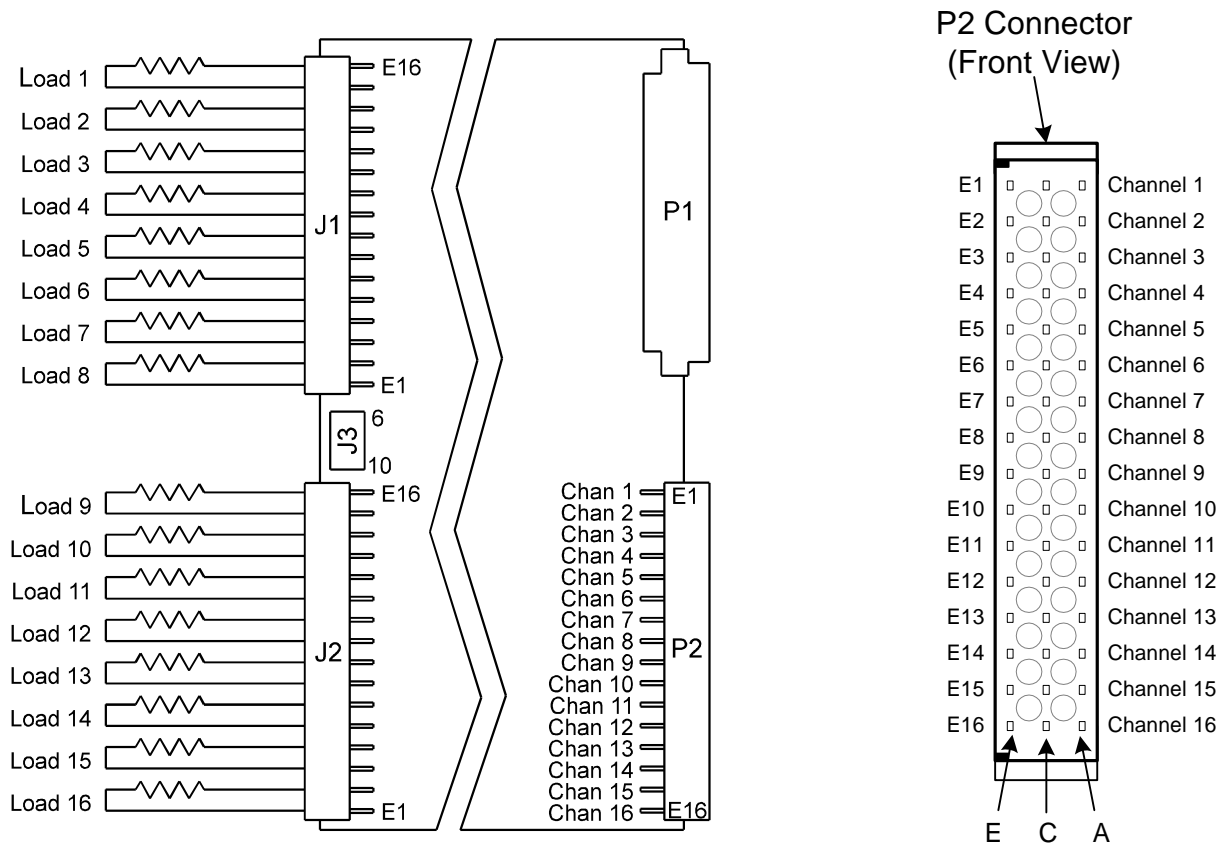 P2 Connector
(Front View)
Load 1
Load 2
Load 3
Load 4
Load 5
Load 6
Load 7
Load 8
J1
E16
E1
J3
6
10
Load 9
Load 10
Load 11
Load 12
Load 13
Load 14
Load 15
Load 16
J2
E16
E1
P1
Chan 1
Chan 2
Chan 3
Chan 4
Chan 5
Chan 6
Chan 7
Chan 8
Chan 9
Chan 10
Chan 11
Chan 12
Chan 13
Chan 14
Chan 15
Chan 16
E1
P2
E16
E1 Channel 1
E2 Channel 2
E3 Channel 3
E4 Channel 4
E5 Channel 5
E6 Channel 6
E7 Channel 7
E8 Channel 8
E9 Channel 9
E10 Channel 10
E11 Channel 11
E12 Channel 12
E13 Channel 13
E14 Channel 14
E15 Channel 15
E16 Channel 16
E C A